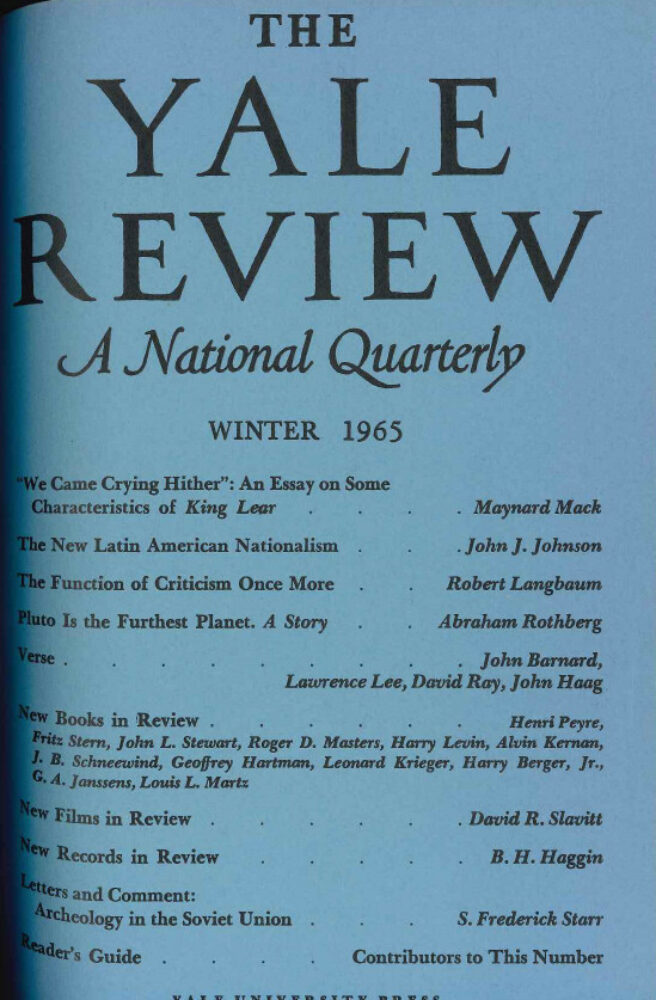 THE
YALE
REVIEW
A National Quarterly
WINTER 1965
"We Came Crying Hither": An Essay on Some
Characteristics of King Lear . . . . Maynard Mack
The New Latin American Nationalism . . . John J. Johnson
The Function of Criticism Once More . . Robert Langbaum
Pluto Is the Furthest Planet. A Story . . Abraham Rothberg
Verse . . . . . . . . . John Barnard,
Lawrence Lee, David Ray, John Haag
New Books in Review . . . . . . Henri Peyre,
Fritz Stern, John L. Stewart, Roger D. Masters, Harry Levin, Alvin Kernan,
J. B. Schneewind, Geoffrey Hartman, Leonard Krieger, Harry Berger, Jr.,
G. A. Janssens, Louis L. Martz
New Films in Review . . . . . . David R. Slavitt
New Records in Review . . . . . B. H. Haggin
Letters and Comment:
Archeology in the Soviet Union . . . S. Frederick Starr
Reader's Guide . . . . Contributors to This Number
YALE UNIVERSITY PRESS